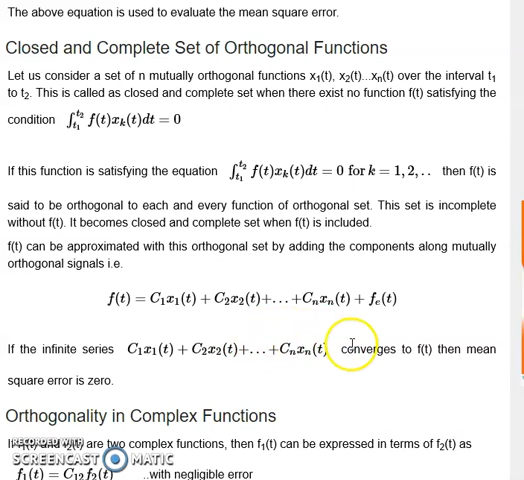 The above equation is used to evaluate the mean square error.
Closed and Complete Set of Orthogonal Functions
Let us consider a set of n mutually orthogonal functions x₁(t), x₂(t)...xₙ(t) over the interval t₁
to t₂. This is called as closed and complete set when there exist no function f(t) satisfying the
condition ∫ₜ₁ᵗ² f(t)xₖ(t)dt = 0
If this function is satisfying the equation ∫ₜ₁ᵗ² f(t)xₖ(t)dt = 0 for k = 1, 2, . . then f(t) is
said to be orthogonal to each and every function of orthogonal set. This set is incomplete
without f(t). It becomes closed and complete set when f(t) is included.
f(t) can be approximated with this orthogonal set by adding the components along mutually
orthogonal signals i.e.
f(t) = C₁x₁(t) + C₂x₂(t)+. . . +Cₙxₙ(t) + fₑ(t)
If the infinite series C₁x₁(t) + C₂x₂(t)+. . . +Cₙxₙ(t) converges to f(t) then mean
square error is zero.
Orthogonality in Complex Functions
are two complex functions, then f₁(t) can be expressed in terms of f₂(t) as
RECORDED WITH
SCREENCAST MATIC
f₁(t) = C₁₂f₂(t) ..with negligible error